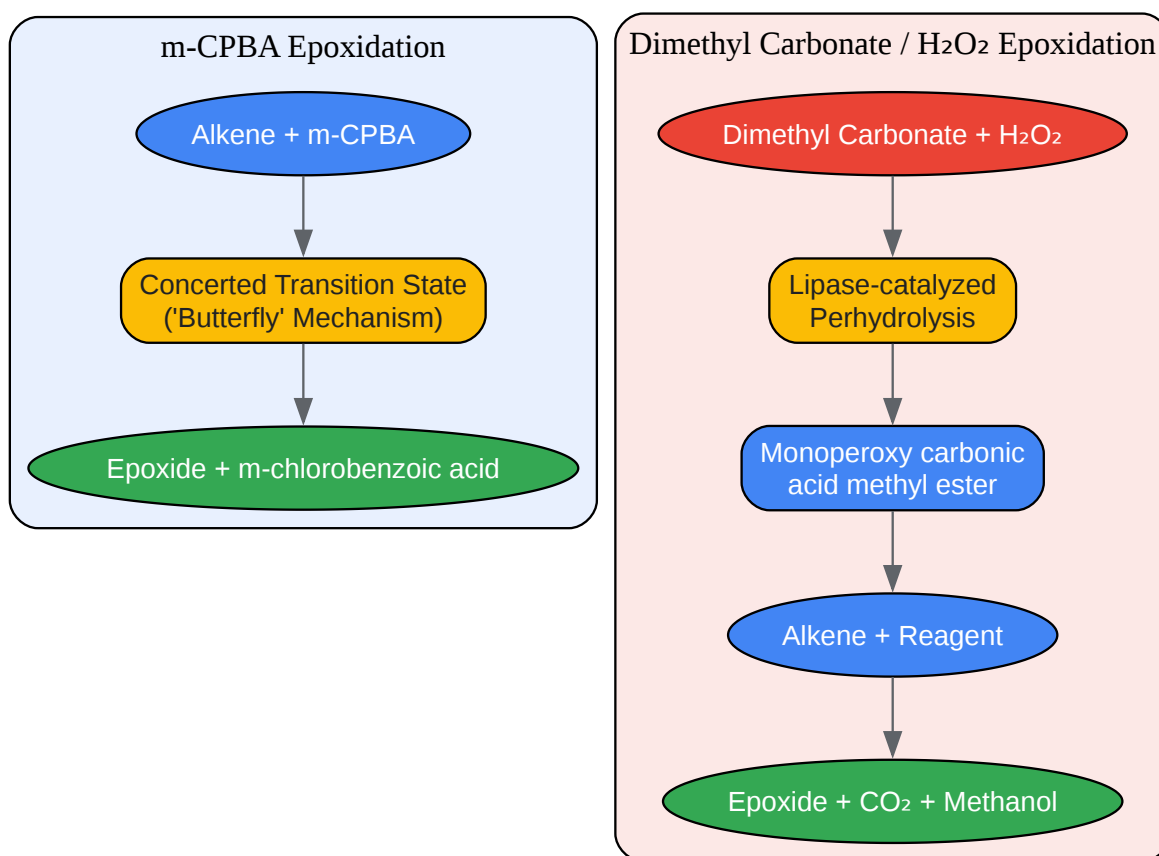 m-CPBA Epoxidation
Alkene + m-CPBA
Concerted Transition State
('Butterfly' Mechanism)
Epoxide + m-chlorobenzoic acid
Dimethyl Carbonate / H₂O₂ Epoxidation
Dimethyl Carbonate + H₂O₂
Lipase-catalyzed
Perhydrolysis
Monoperoxy carbonic
acid methyl ester
Alkene + Reagent
Epoxide + CO₂ + Methanol